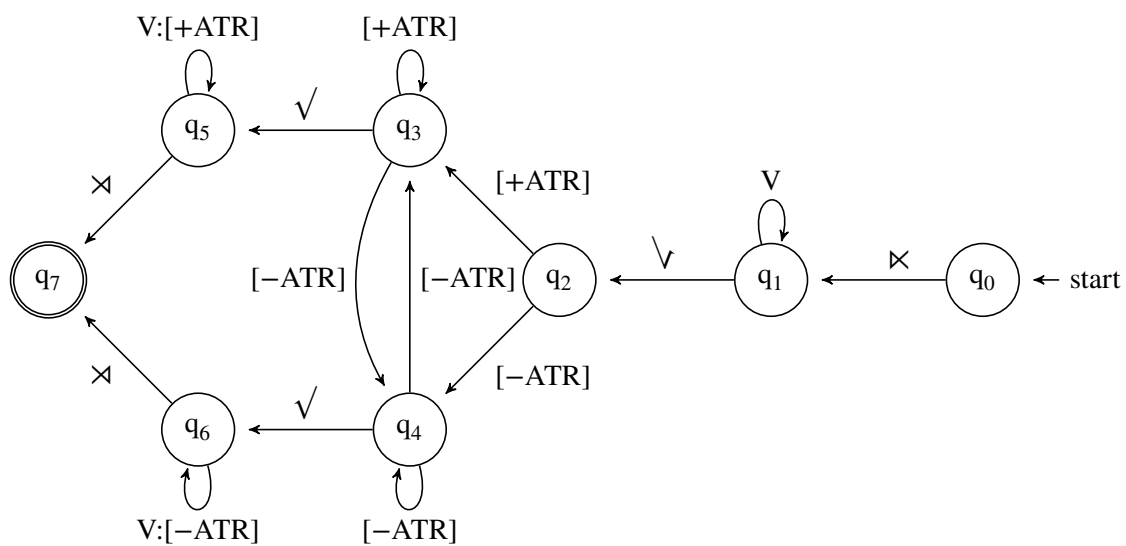 V:[+ATR] [+ATR]
√
q5 q3
⋊ [+ATR] V
√ ⋉
q7 [−ATR] [−ATR] q2 q1 q0 start
⋊ [−ATR]
√
q6 q4
V:[−ATR] [−ATR]